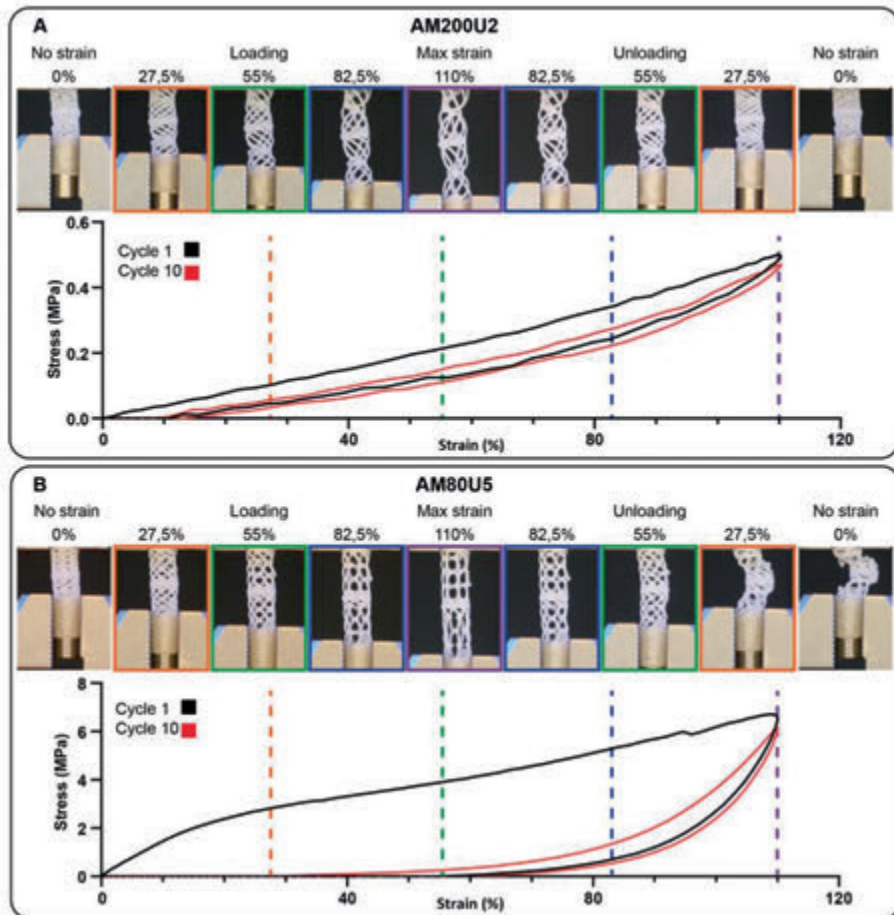 A
AM200U2
No strain Loading Max strain Unloading No strain
0% 27,5% 55% 82,5% 110% 82,5% 55% 27,5% 0%
0.6
Cycle 1
Cycle 10
0.4
Stress (MPa)
0.2
0.0
0 40 80 120
Strain (%)
B
AM80U5
No strain Loading Max strain Unloading No strain
0% 27,5% 55% 82,5% 110% 82,5% 55% 27,5% 0%
8
Cycle 1
Cycle 10
6
Stress (MPa)
4
2
0
0 40 80 120
Strain (%)